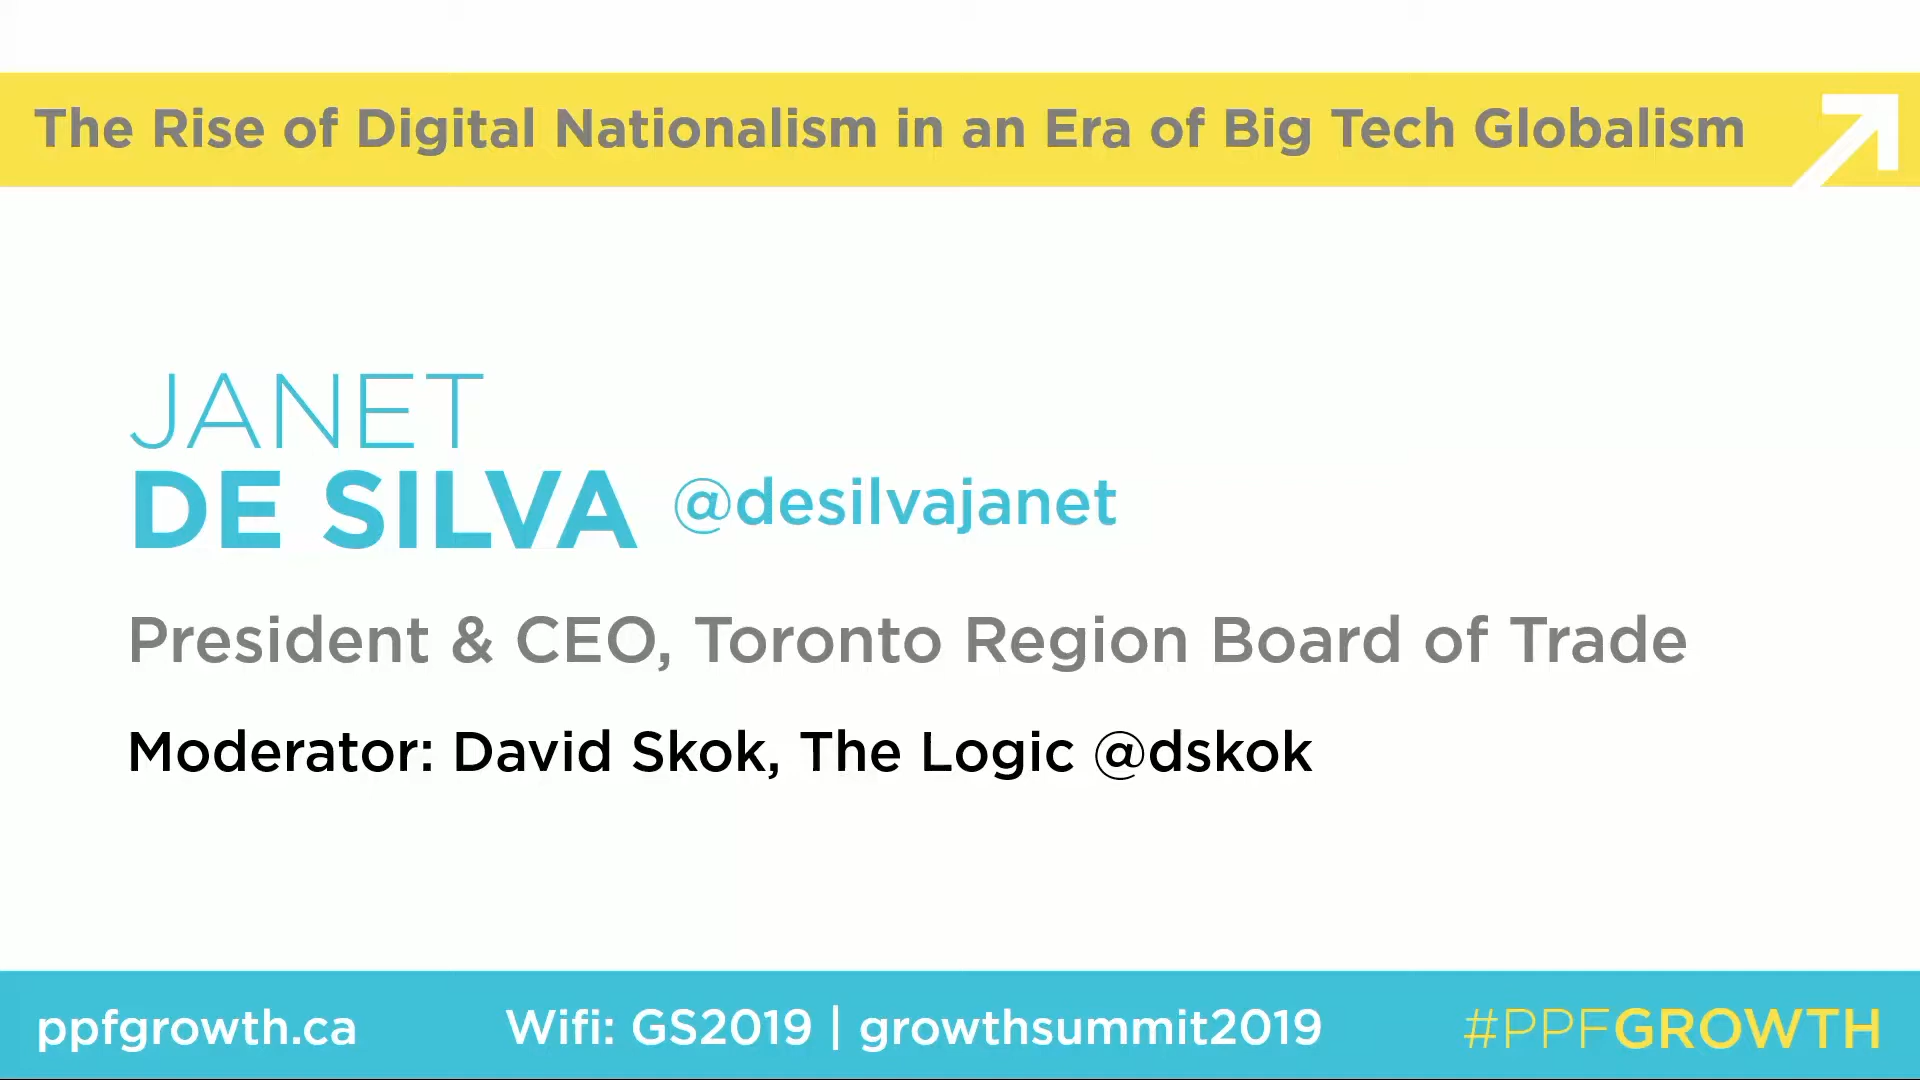 The Rise of Digital Nationalism in an Era of Big Tech Globalism
JANET
DE SILVA @desilvajanet
President & CEO, Toronto Region Board of Trade
Moderator: David Skok, The Logic @dskok
ppfgrowth.ca Wifi: GS2019 | growthsummit2019 #PPFGROWTH